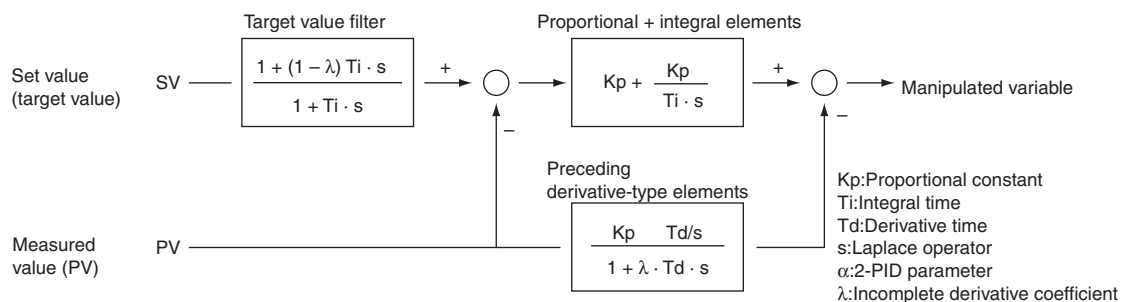 Target value filter
Proportional + integral elements
Set value
(target value)
SV
1 + (1 – λ) Ti · s
1 + Ti · s
+
–
Kp +
Kp
Ti · s
+
–
Manipulated variable
Preceding
derivative-type elements
Measured
value (PV)
PV
Kp Td/s
1 + λ · Td · s
Kp:Proportional constant
Ti:Integral time
Td:Derivative time
s:Laplace operator
α:2-PID parameter
λ:Incomplete derivative coefficient